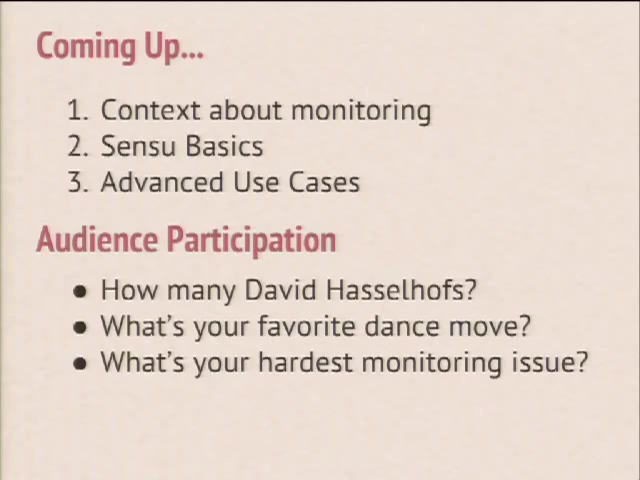 Coming Up...
1. Context about monitoring
2. Sensu Basics
3. Advanced Use Cases
Audience Participation
● How many David Hasselhofs?
● What's your favorite dance move?
● What's your hardest monitoring issue?